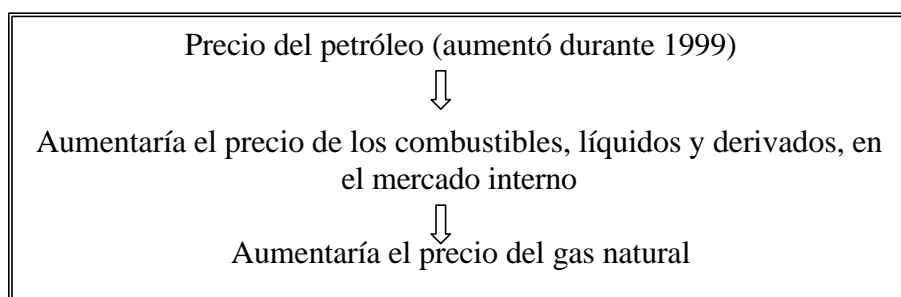 Precio del petróleo (aumentó durante 1999)
Aumentaría el precio de los combustibles, líquidos y derivados, en
el mercado interno
Aumentaría el precio del gas natural